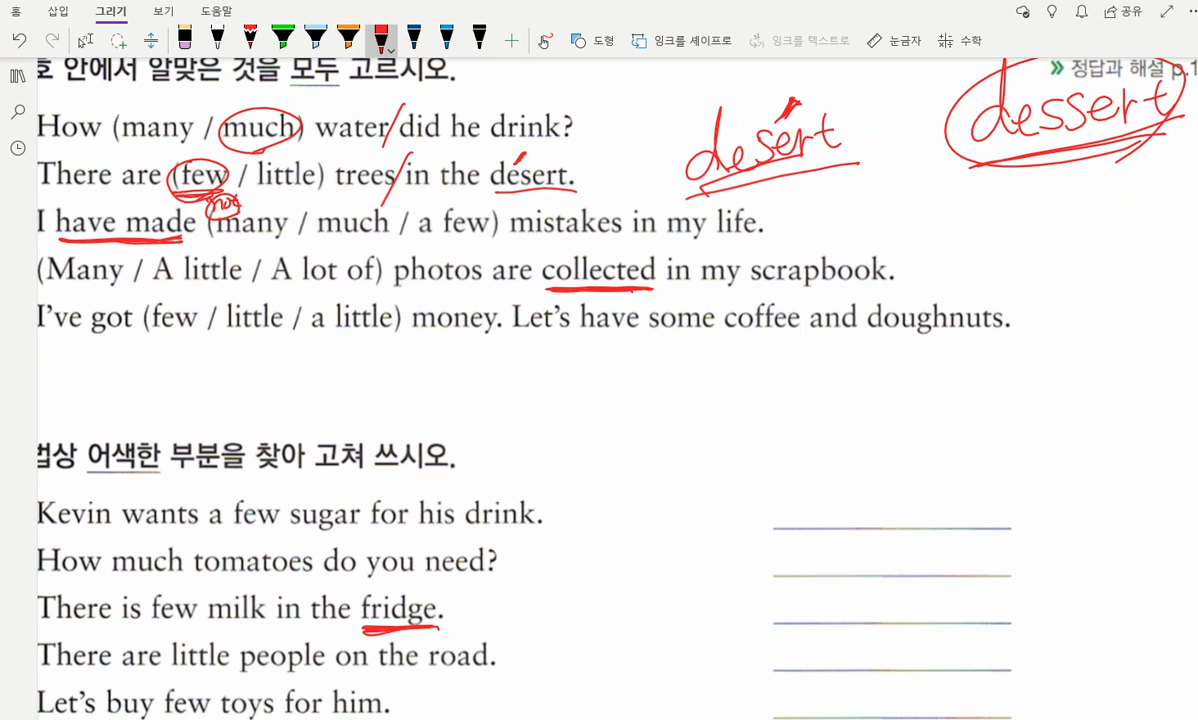 홈 삽입 그리기 보기 도움말
공유
도형 잉크를 셰이프로 잉크를 텍스트로 눈금자 수학
호 안에서 알맞은 것을 모두 고르시오.
정답과 해설 p.1
desert
dessert
How (many / much) water did he drink?
There are (few / little) trees in the desert.
not
I have made (many / much / a few) mistakes in my life.
(Many / A little / A lot of) photos are collected in my scrapbook.
I've got (few / little / a little) money. Let's have some coffee and doughnuts.
법상 어색한 부분을 찾아 고쳐 쓰시오.
Kevin wants a few sugar for his drink.
How much tomatoes do you need?
There is few milk in the fridge.
There are little people on the road.
Let's buy few toys for him.